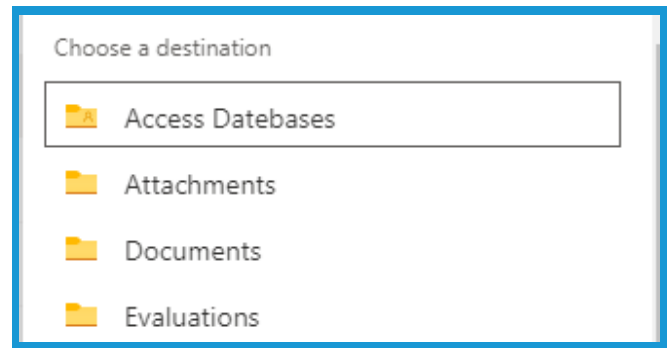 Choose a destination
Access Datebases
Attachments
Documents
Evaluations